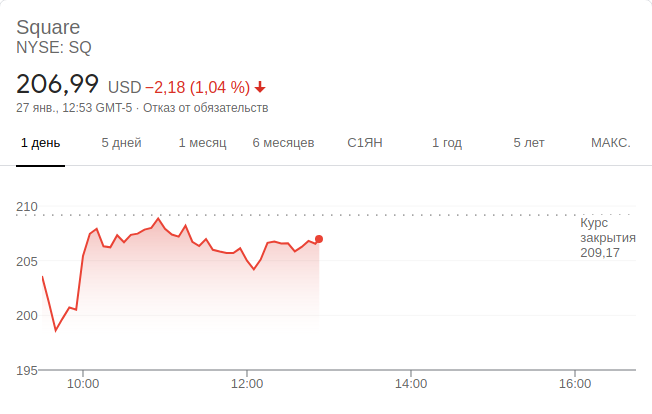 Square
NYSE: SQ
206,99 USD −2,18 (1,04 %)
27 янв., 12:53 GMT-5 · Отказ от обязательств
1 день 5 дней 1 месяц 6 месяцев С1ЯН 1 год 5 лет МАКС.
210
Курс
закрытия
209,17
205
200
195
10:00 12:00 14:00 16:00